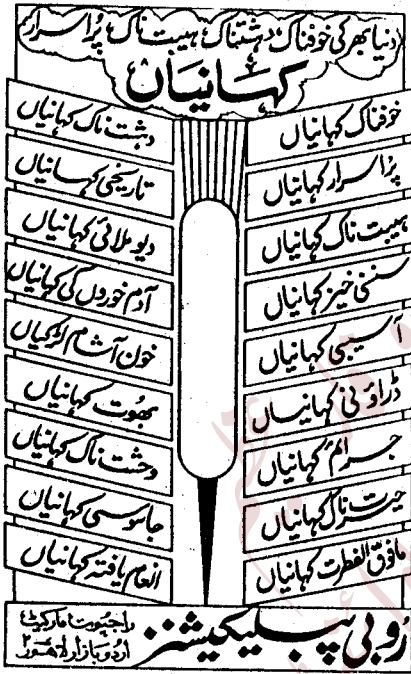 دنیا بھر کی خوفناک، دہشتناک، ہیبت ناک، پُراسرار
کہانیاں
خوفناک کہانیاں
پُراسرار کہانیاں
ہیبت ناک کہانیاں
سنسنی خیز کہانیاں
آسیبی کہانیاں
ڈراؤنی کہانیاں
جرائم کہانیاں
حیرت ناک کہانیاں
مافوق الفطرت کہانیاں
دہشت ناک کہانیاں
تاریخی کہانیاں
دیومالائی کہانیاں
آدم خوروں کی کہانیاں
خون آشام لڑکیاں
بھوت کہانیاں
وحشت ناک کہانیاں
جاسوسی کہانیاں
انعام یافتہ کہانیاں
روبی پبلیکیشنز
راجپوت مارکیٹ
اردو بازار لاہور